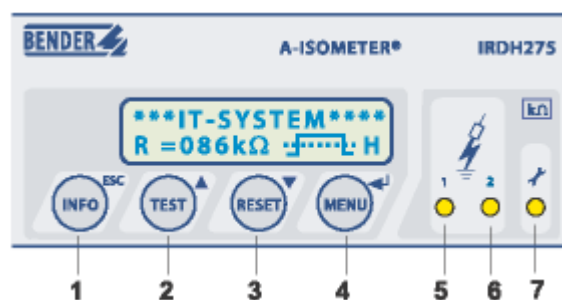 BENDER A-ISOMETER® IRDH275
***IT-SYSTEM****
R =086kΩ H
kΩ
1 2
INFO ESC TEST RESET MENU
1 2 3 4 5 6 7